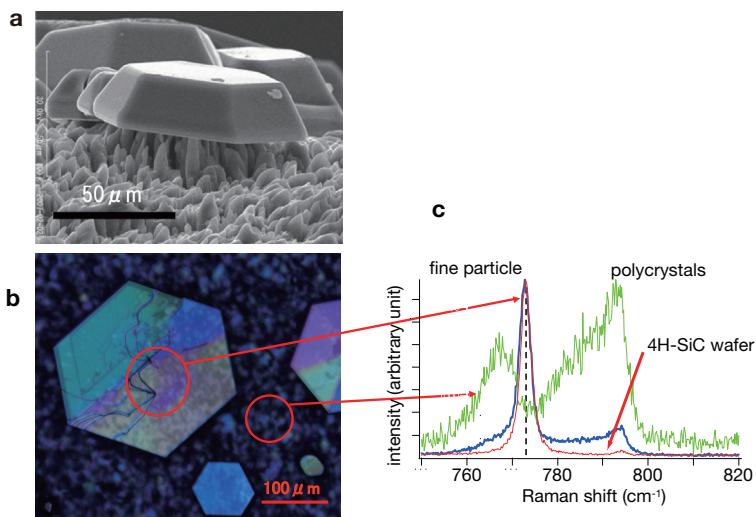 a
50 μm
b
100 μm
c
fine particle
polycrystals
4H-SiC wafer
intensity (arbitrary unit)
760
780
800
820
Raman shift (cm⁻¹)